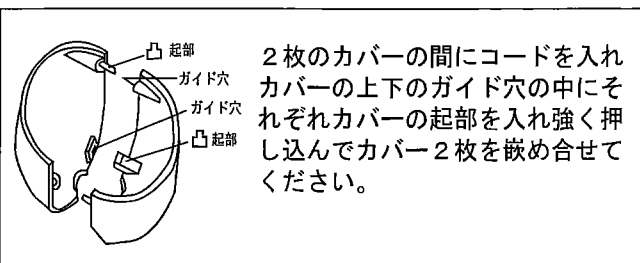 凸起部
ガイド穴
ガイド穴
凸起部
２枚のカバーの間にコードを入れ
カバーの上下のガイド穴の中にそ
れぞれカバーの起部を入れ強く押
し込んでカバー２枚を嵌め合せて
ください。